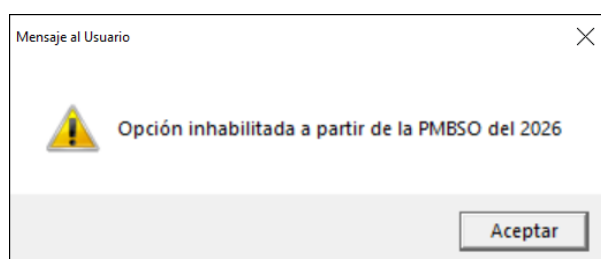 Mensaje al Usuario
Opción inhabilitada a partir de la PMBSO del 2026
Aceptar